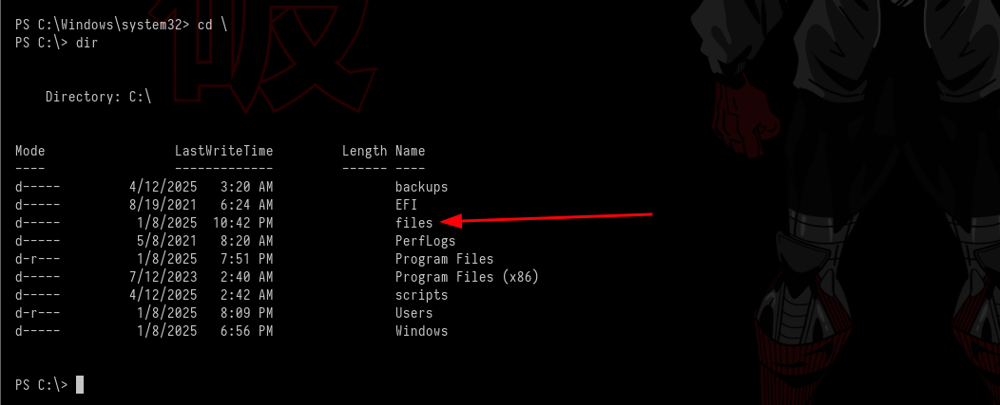 PS C:\Windows\system32> cd \
PS C:\> dir
Directory: C:\
Mode LastWriteTime Length Name
---- ------------- ------ ----
d----- 4/12/2025 3:20 AM backups
d----- 8/19/2021 6:24 AM EFI
d----- 1/8/2025 10:42 PM files
d----- 5/8/2021 8:20 AM PerfLogs
d-r--- 1/8/2025 7:51 PM Program Files
d----- 7/12/2023 2:40 AM Program Files (x86)
d----- 4/12/2025 2:42 AM scripts
d-r--- 1/8/2025 8:09 PM Users
d----- 1/8/2025 6:56 PM Windows
PS C:\>